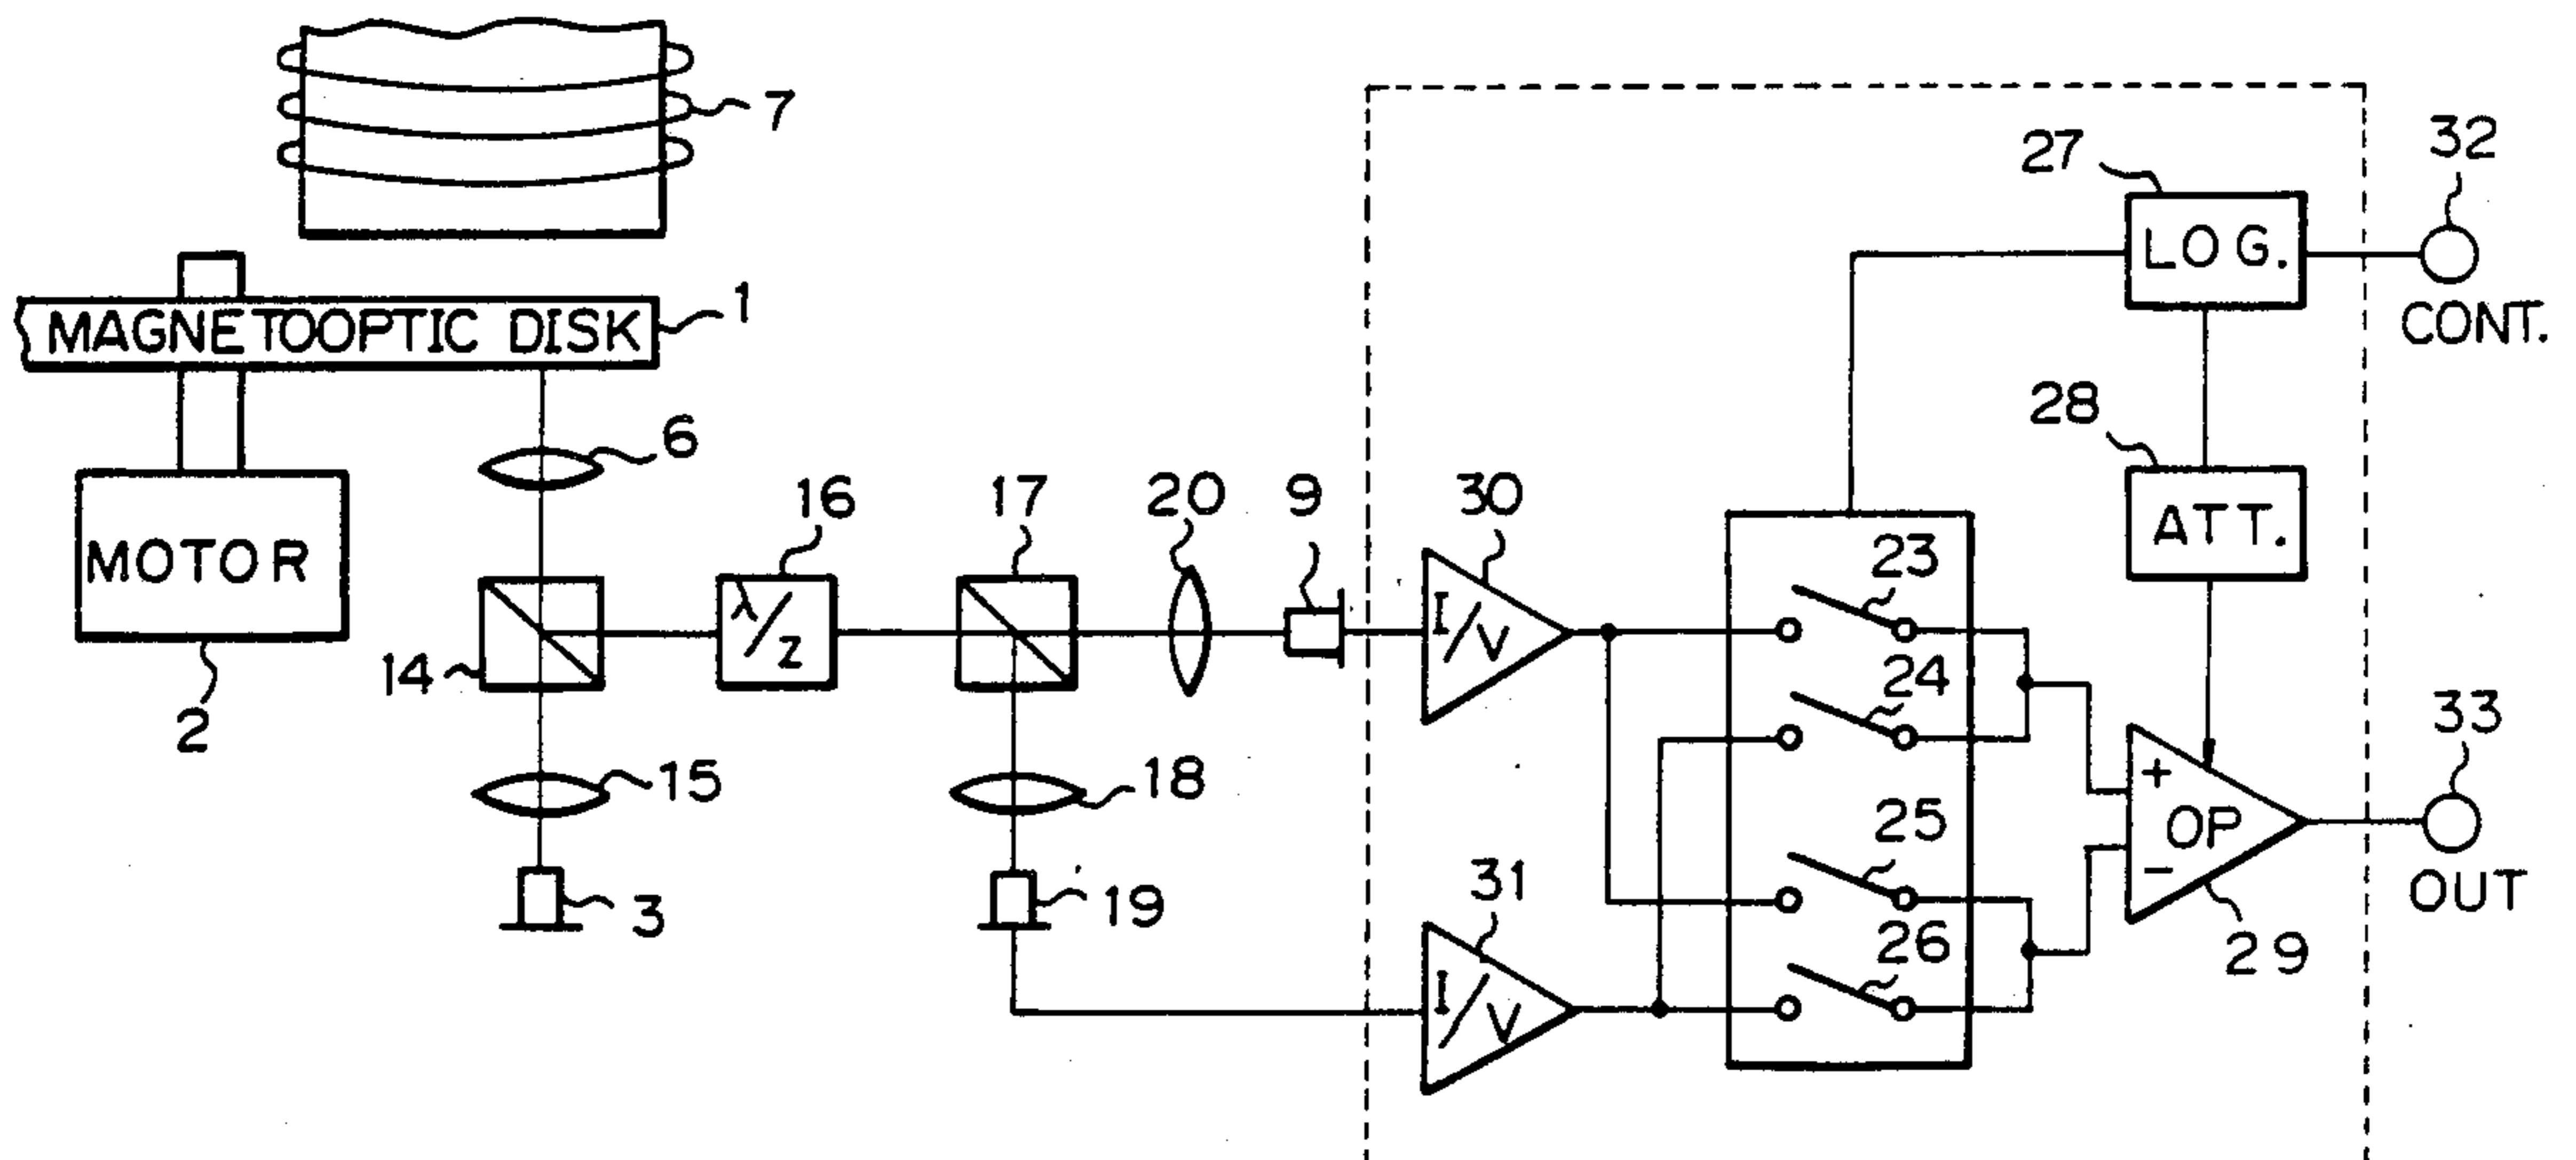 7
32
27
LOG.
CONT.
1
MAGNETOOPTIC DISK
28
ATT.
6
16
17
20
9
30
MOTOR
λ/2
I/V
23
14
24
2
33
15
18
25
+
OP
-
OUT
3
19
31
26
29
I/V